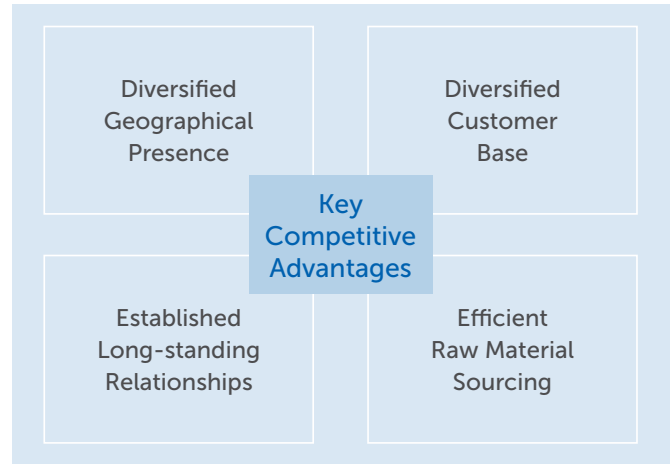 Diversified
Geographical
Presence
Diversified
Customer
Base
Key
Competitive
Advantages
Established
Long-standing
Relationships
Efficient
Raw Material
Sourcing